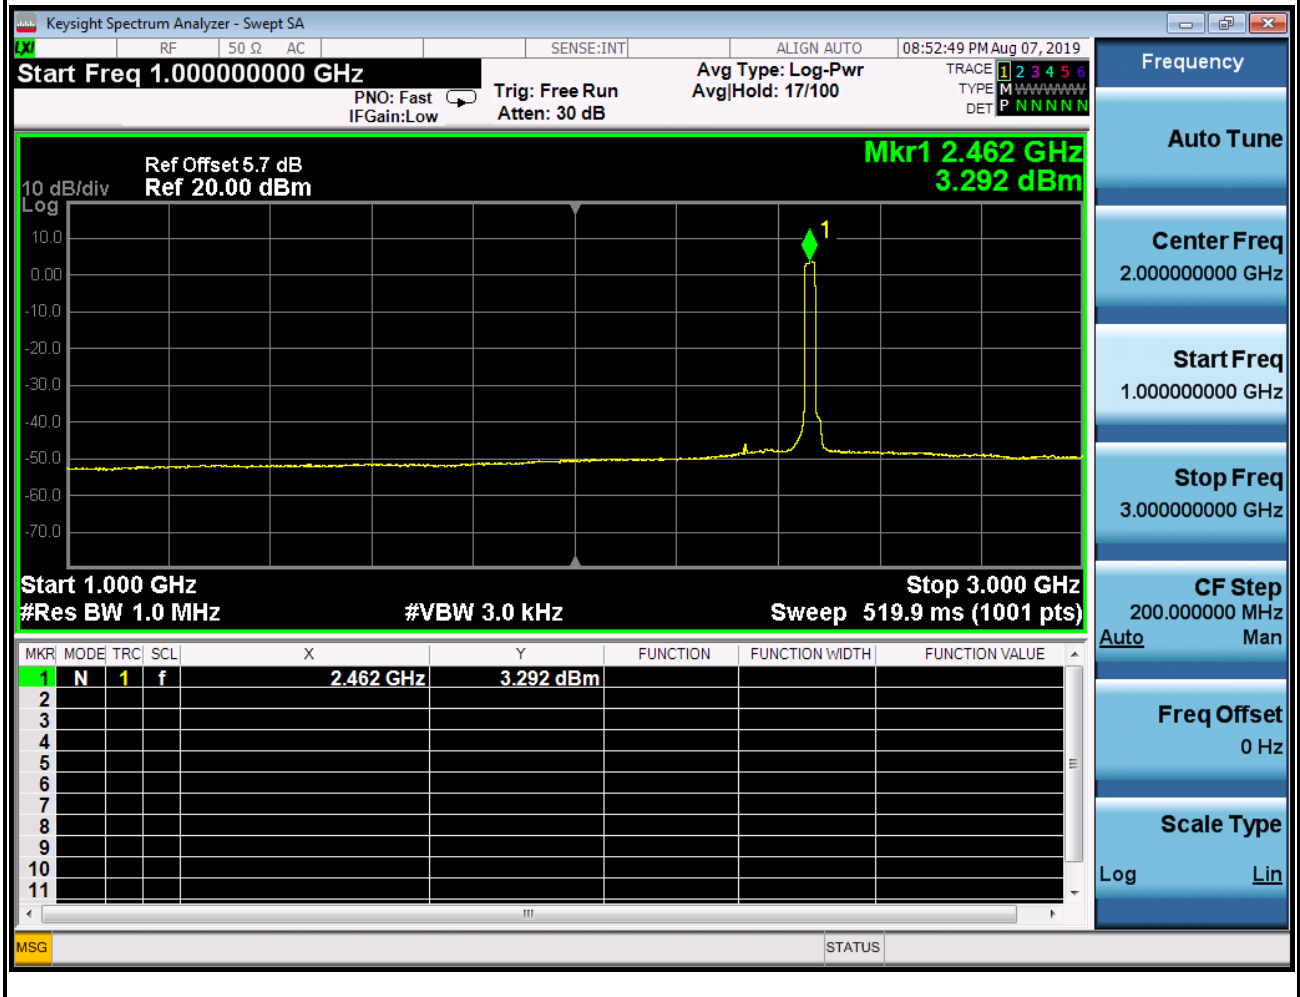 Keysight Spectrum Analyzer - Swept SA
LXI RF 50 Ω AC SENSE:INT ALIGN AUTO 08:52:49 PM Aug 07, 2019
Start Freq 1.000000000 GHz
PNO: Fast
IFGain:Low
Trig: Free Run
Atten: 30 dB
Avg Type: Log-Pwr
Avg|Hold: 17/100
TRACE 1 2 3 4 5 6
TYPE M WWWWW
DET P N N N N N
Mkr1 2.462 GHz
3.292 dBm
Ref Offset 5.7 dB
10 dB/div Ref 20.00 dBm
Log
1
10.0
0.00
-10.0
-20.0
-30.0
-40.0
-50.0
-60.0
-70.0
Start 1.000 GHz Stop 3.000 GHz
#Res BW 1.0 MHz #VBW 3.0 kHz Sweep 519.9 ms (1001 pts)
MKR MODE TRC SCL X Y FUNCTION FUNCTION WIDTH FUNCTION VALUE
1 N 1 f 2.462 GHz 3.292 dBm
2
3
4
5
6
7
8
9
10
11
MSG STATUS
Frequency
Auto Tune
Center Freq
2.000000000 GHz
Start Freq
1.000000000 GHz
Stop Freq
3.000000000 GHz
CF Step
200.000000 MHz
Auto Man
Freq Offset
0 Hz
Scale Type
Log Lin